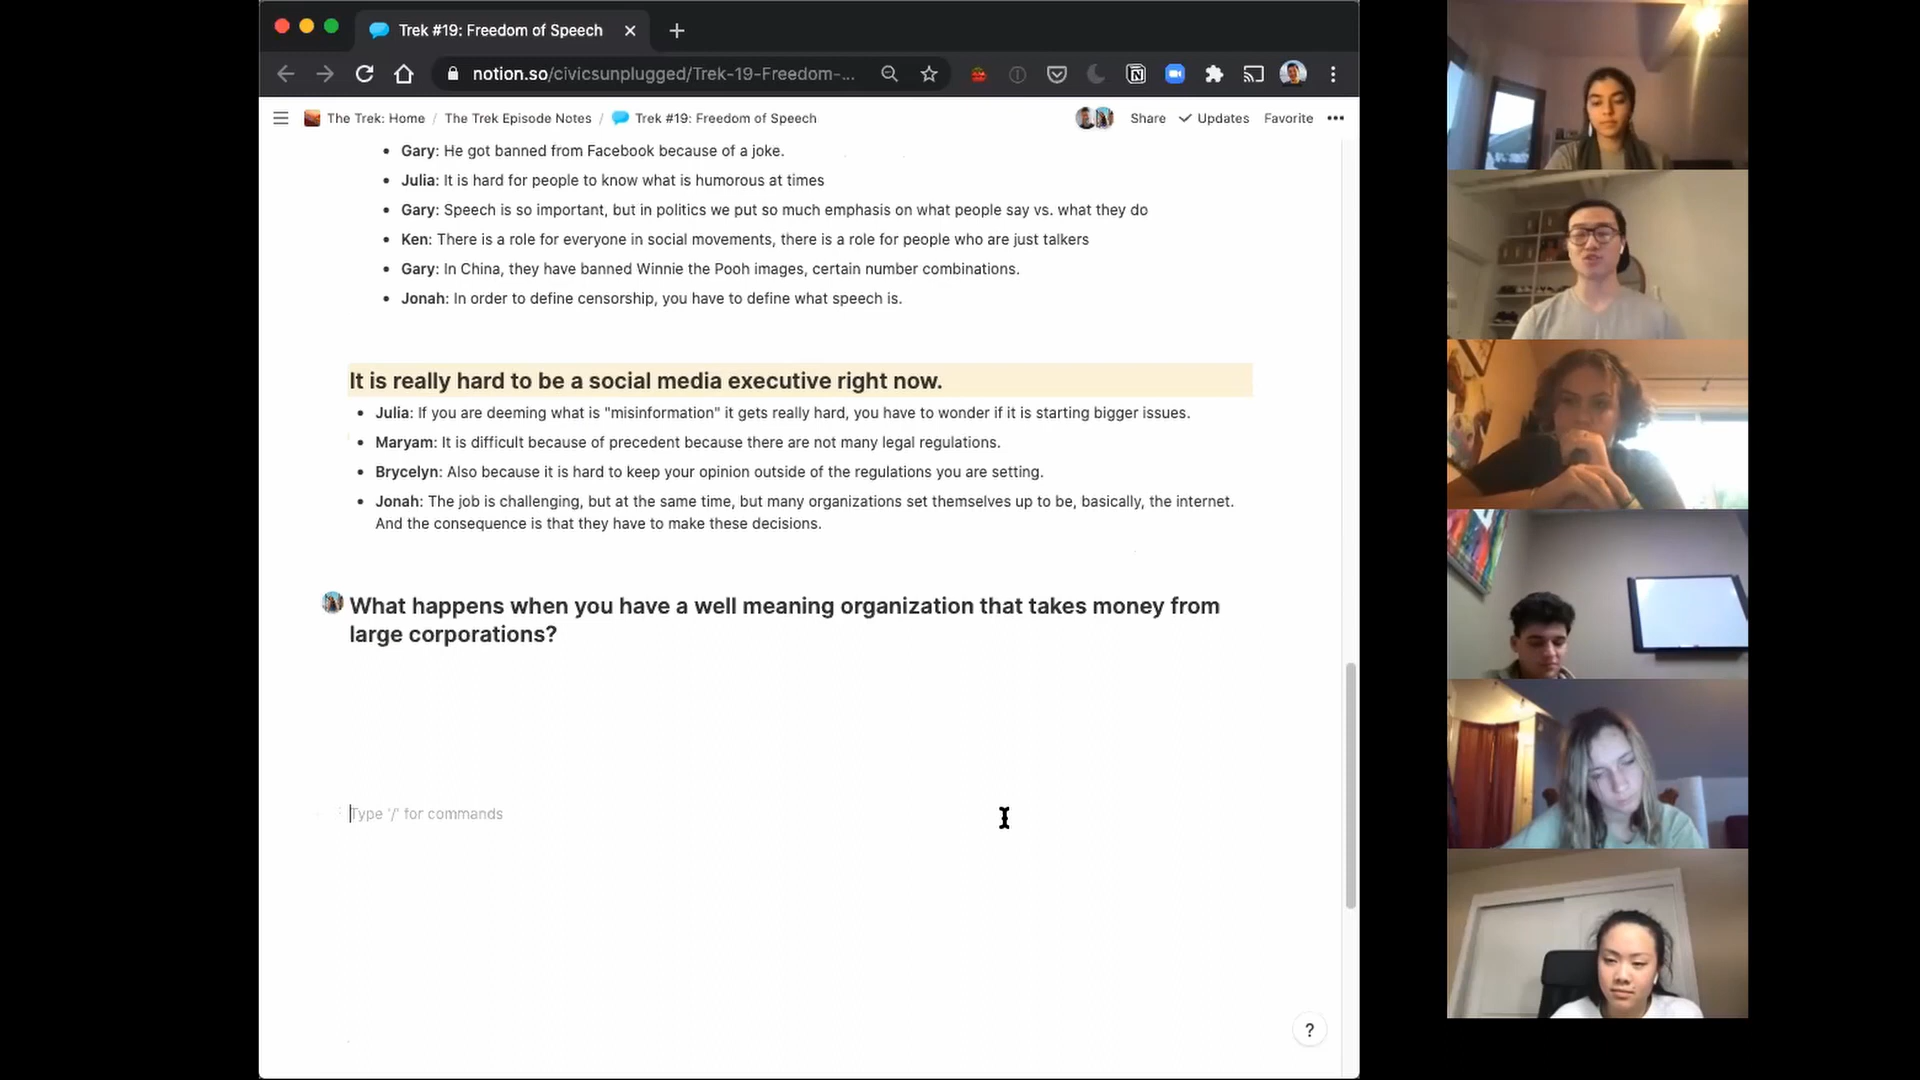 Trek #19: Freedom of Speech
notion.so/civicsunplugged/Trek-19-Freedom-...
The Trek: Home / The Trek Episode Notes / Trek #19: Freedom of Speech
Share Updates Favorite
Gary: He got banned from Facebook because of a joke.
Julia: It is hard for people to know what is humorous at times
Gary: Speech is so important, but in politics we put so much emphasis on what people say vs. what they do
Ken: There is a role for everyone in social movements, there is a role for people who are just talkers
Gary: In China, they have banned Winnie the Pooh images, certain number combinations.
Jonah: In order to define censorship, you have to define what speech is.
It is really hard to be a social media executive right now.
Julia: If you are deeming what is "misinformation" it gets really hard, you have to wonder if it is starting bigger issues.
Maryam: It is difficult because of precedent because there are not many legal regulations.
Brycelyn: Also because it is hard to keep your opinion outside of the regulations you are setting.
Jonah: The job is challenging, but at the same time, but many organizations set themselves up to be, basically, the internet.
And the consequence is that they have to make these decisions.
What happens when you have a well meaning organization that takes money from
large corporations?
Type '/' for commands
?